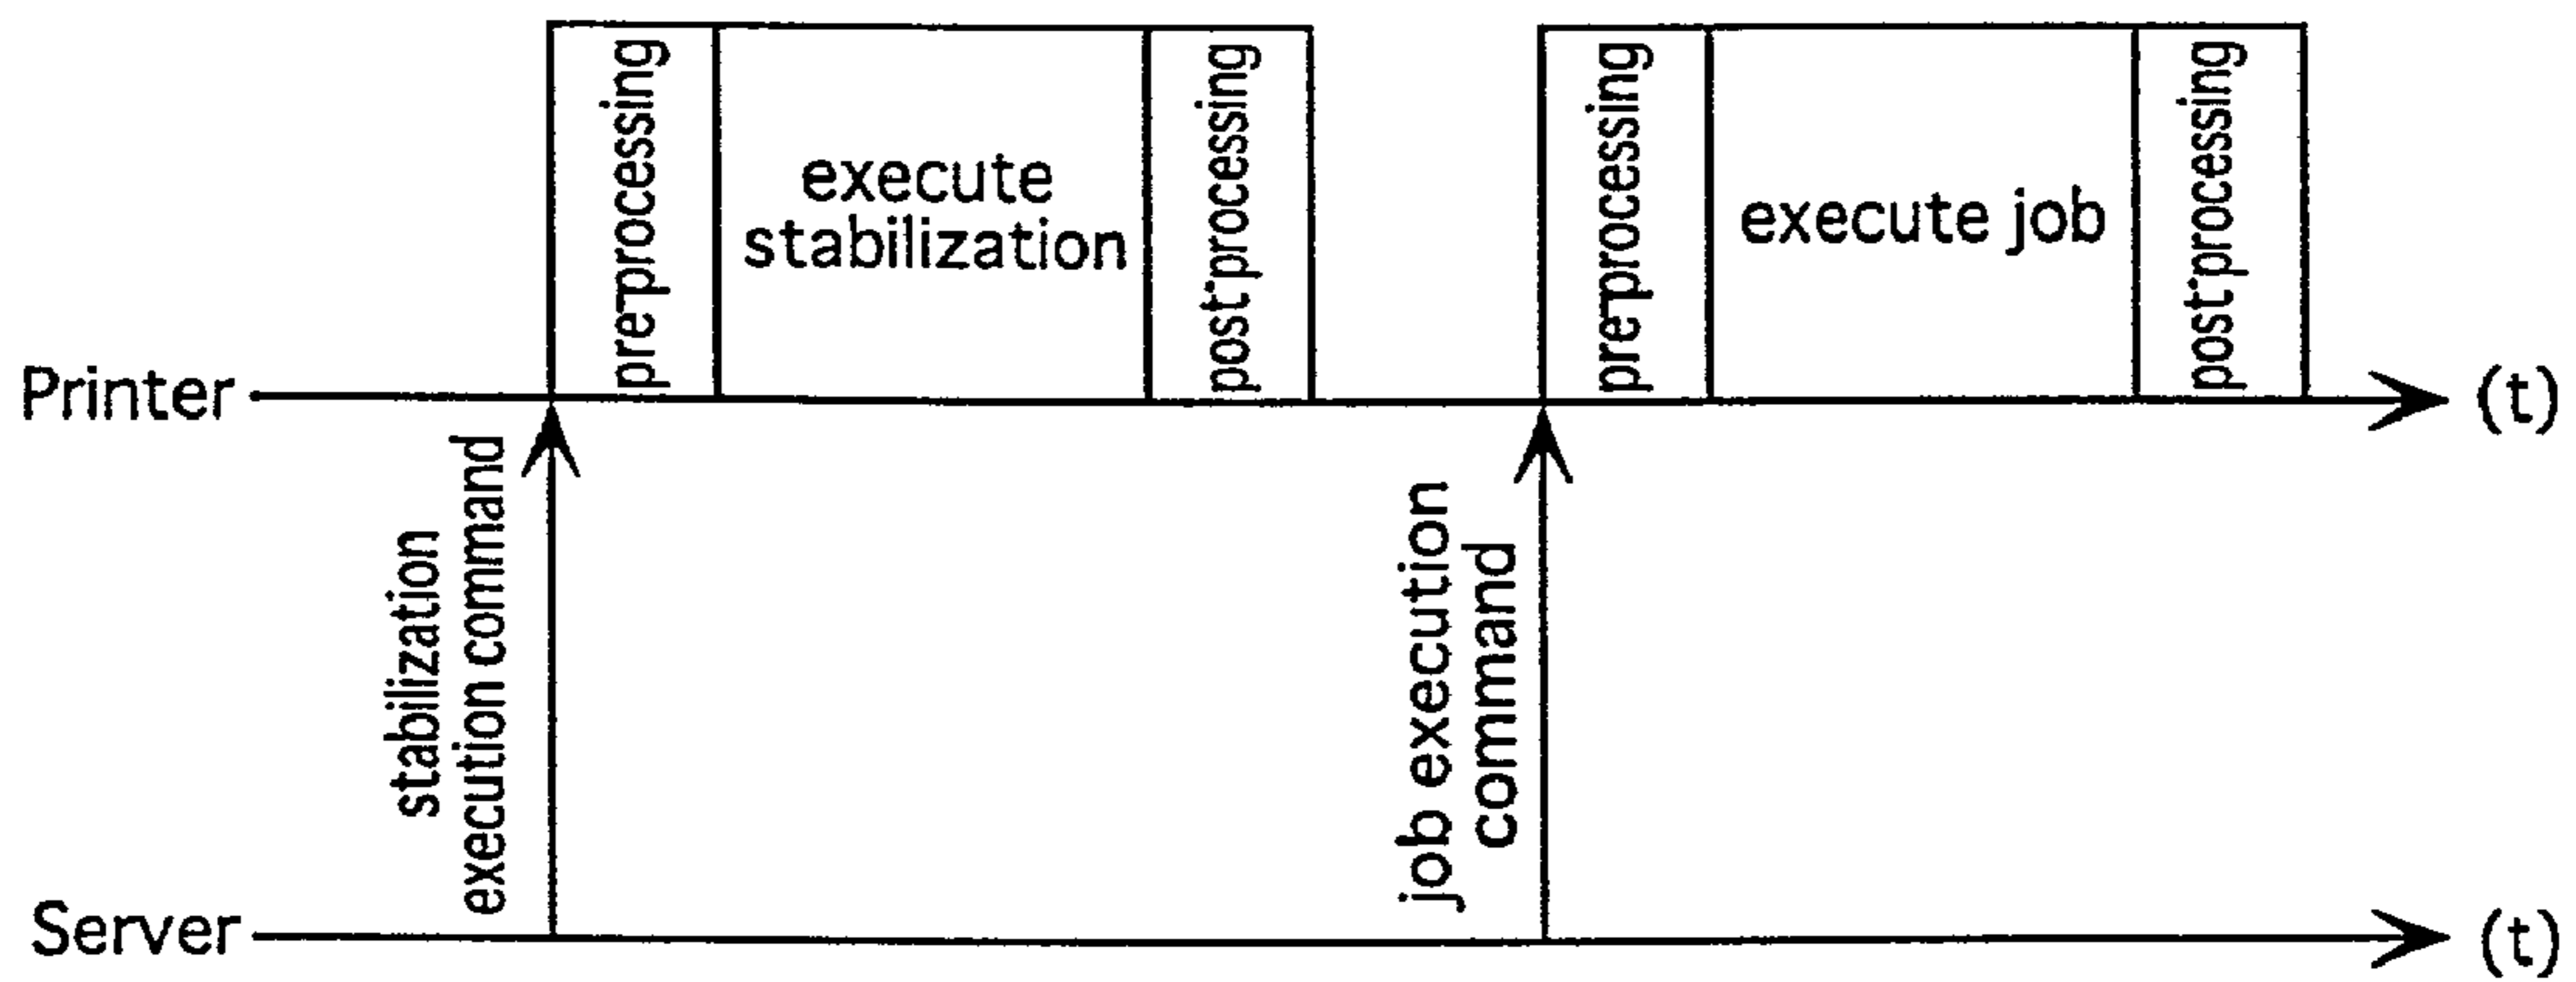 pre-processing
execute
stabilization
post-processing
pre-processing
execute job
post-processing
Printer
(t)
stabilization
execution command
job execution
command
Server
(t)